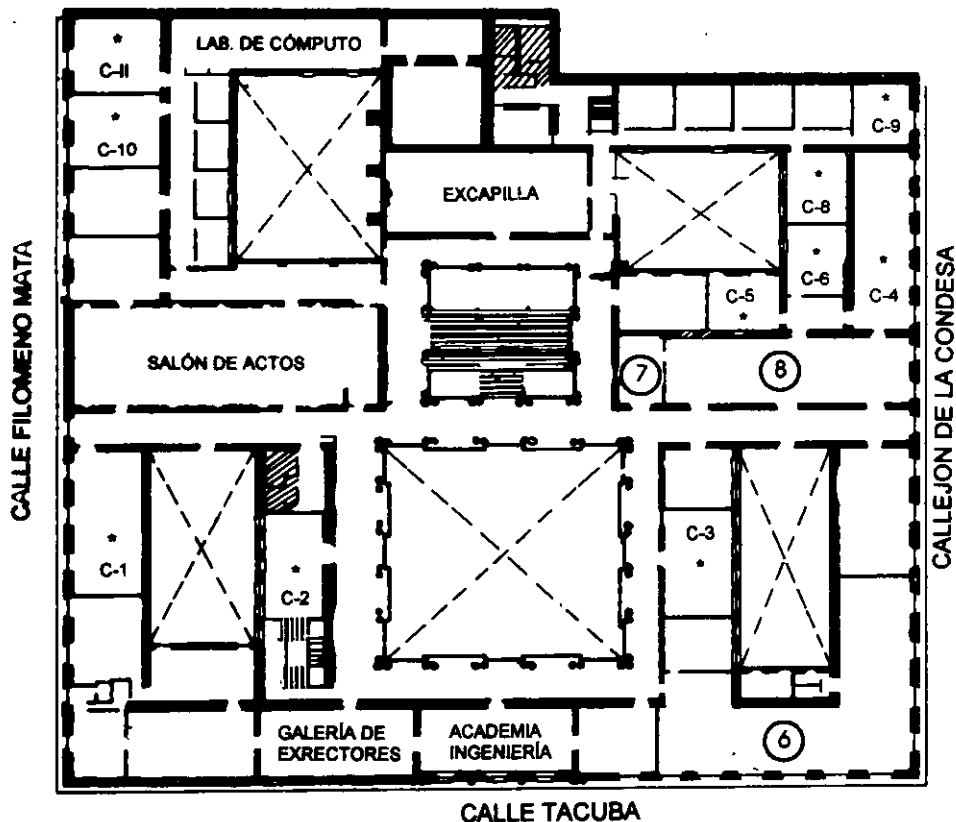 *
C-II
LAB. DE CÓMPUTO
*
C-10
*
C-9
EXCAPILLA
*
C-8
*
C-6
*
C-4
C-5
*
SALÓN DE ACTOS
7
8
CALLE FILOMENO MATA
CALLEJON DE LA CONDESA
*
C-1
*
C-2
C-3
*
GALERÍA DE
EXRECTORES
ACADEMIA
INGENIERÍA
6
CALLE TACUBA